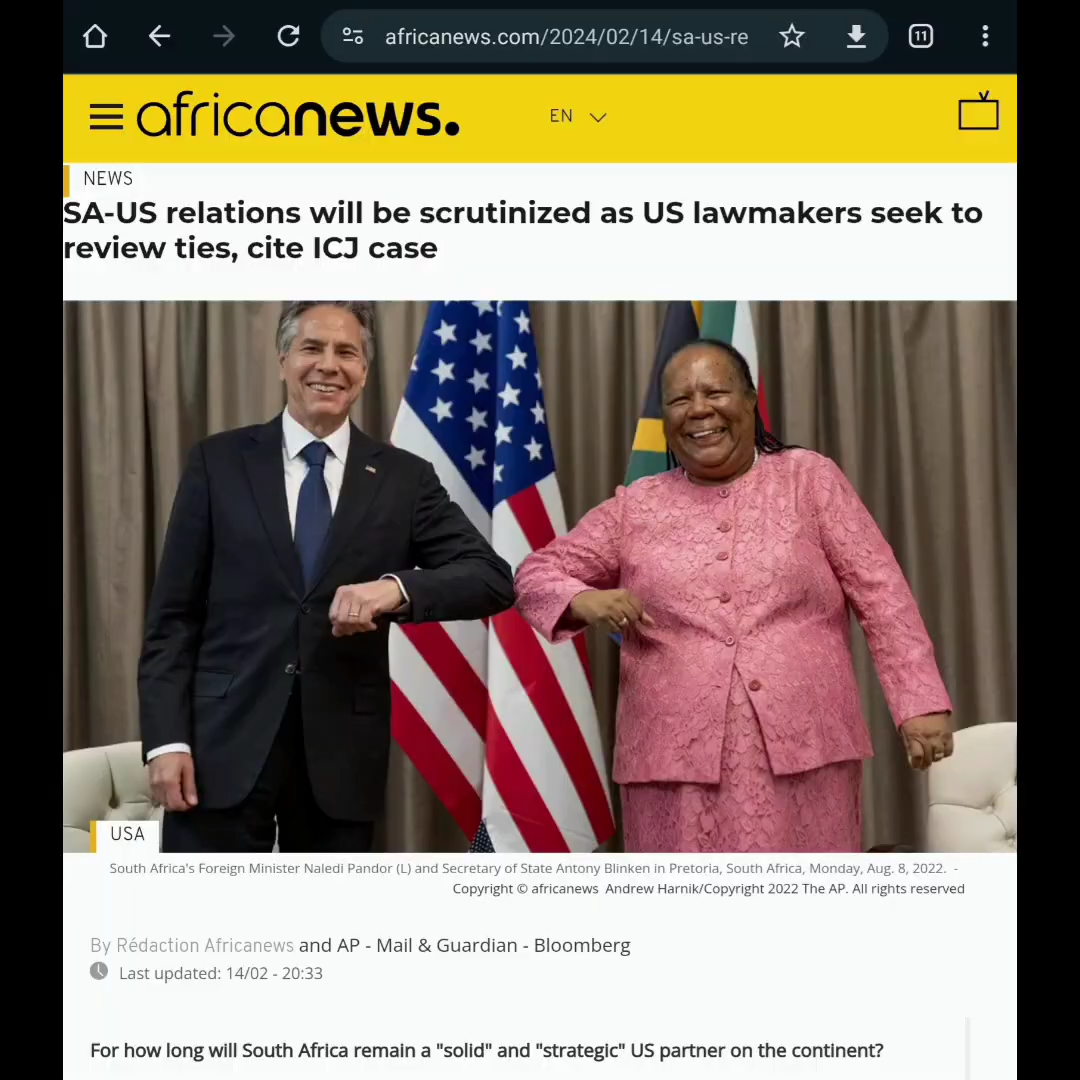 africanews.com/2024/02/14/sa-us-re
11
africanews.
EN
NEWS
SA-US relations will be scrutinized as US lawmakers seek to
review ties, cite ICJ case
USA
South Africa's Foreign Minister Naledi Pandor (L) and Secretary of State Antony Blinken in Pretoria, South Africa, Monday, Aug. 8, 2022. -
Copyright © africanews Andrew Harnik/Copyright 2022 The AP. All rights reserved
By Rédaction Africanews and AP - Mail & Guardian - Bloomberg
Last updated: 14/02 - 20:33
For how long will South Africa remain a "solid" and "strategic" US partner on the continent?